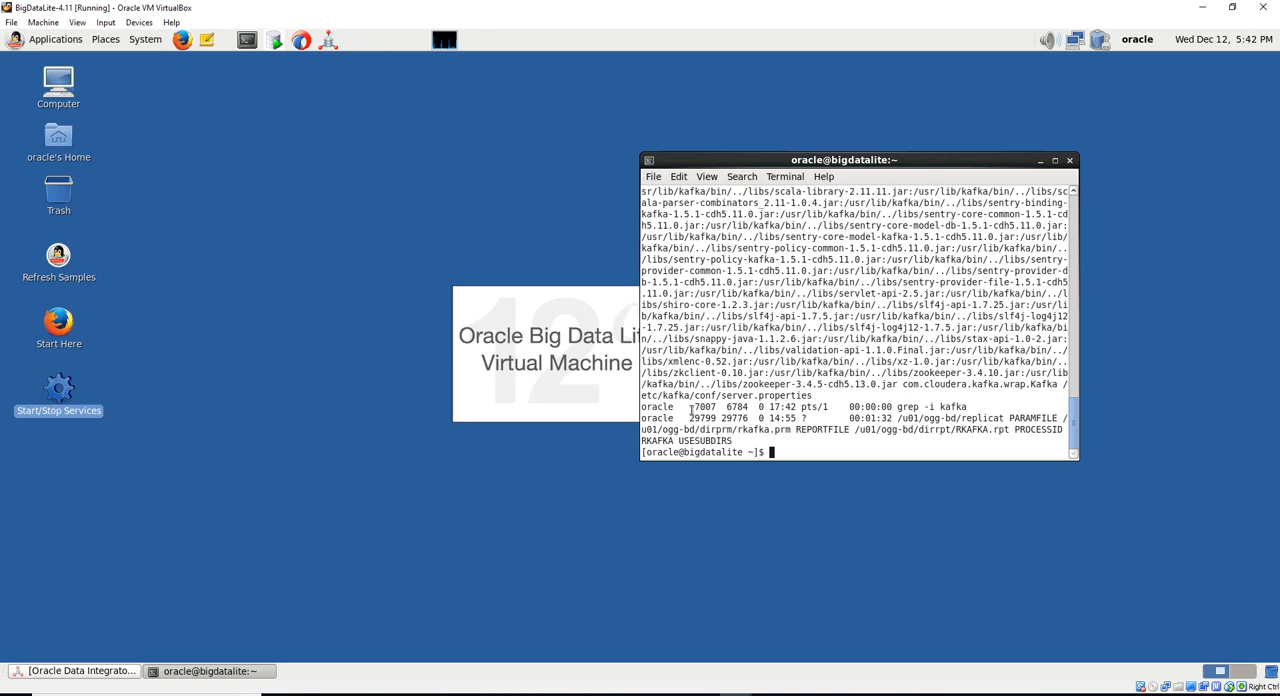 BigDataLite-4.11 [Running] - Oracle VM VirtualBox
File Machine View Input Devices Help
Applications Places System
oracle Wed Dec 12, 5:42 PM
Computer
oracle's Home
Trash
Refresh Samples
Start Here
Start/Stop Services
Oracle Big Data Lit
Virtual Machine
12
oracle@bigdatalite:~
File Edit View Search Terminal Help
sr/lib/kafka/bin/../libs/scala-library-2.11.11.jar:/usr/lib/kafka/bin/../libs/sc
ala-parser-combinators_2.11-1.0.4.jar:/usr/lib/kafka/bin/../libs/sentry-binding-
kafka-1.5.1-cdh5.11.0.jar:/usr/lib/kafka/bin/../libs/sentry-core-common-1.5.1-cd
h5.11.0.jar:/usr/lib/kafka/bin/../libs/sentry-core-model-db-1.5.1-cdh5.11.0.jar:
/usr/lib/kafka/bin/../libs/sentry-core-model-kafka-1.5.1-cdh5.11.0.jar:/usr/lib/
kafka/bin/../libs/sentry-policy-common-1.5.1-cdh5.11.0.jar:/usr/lib/kafka/bin/..
/libs/sentry-policy-kafka-1.5.1-cdh5.11.0.jar:/usr/lib/kafka/bin/../libs/sentry-
provider-common-1.5.1-cdh5.11.0.jar:/usr/lib/kafka/bin/../libs/sentry-provider-d
b-1.5.1-cdh5.11.0.jar:/usr/lib/kafka/bin/../libs/sentry-provider-file-1.5.1-cdh5
.11.0.jar:/usr/lib/kafka/bin/../libs/servlet-api-2.5.jar:/usr/lib/kafka/bin/../l
ibs/shiro-core-1.2.3.jar:/usr/lib/kafka/bin/../libs/slf4j-api-1.7.25.jar:/usr/li
b/kafka/bin/../libs/slf4j-api-1.7.5.jar:/usr/lib/kafka/bin/../libs/slf4j-log4j12
-1.7.25.jar:/usr/lib/kafka/bin/../libs/slf4j-log4j12-1.7.5.jar:/usr/lib/kafka/bi
n/../libs/snappy-java-1.1.2.6.jar:/usr/lib/kafka/bin/../libs/stax-api-1.0-2.jar:
/usr/lib/kafka/bin/../libs/validation-api-1.1.0.Final.jar:/usr/lib/kafka/bin/../
libs/xmlenc-0.52.jar:/usr/lib/kafka/bin/../libs/xz-1.0.jar:/usr/lib/kafka/bin/..
/libs/zkclient-0.10.jar:/usr/lib/kafka/bin/../libs/zookeeper-3.4.10.jar:/usr/lib
/kafka/bin/../libs/zookeeper-3.4.5-cdh5.13.0.jar com.cloudera.kafka.wrap.Kafka /
etc/kafka/conf/server.properties
oracle 7007 6784 0 17:42 pts/1 00:00:00 grep -i kafka
oracle 29799 29776 0 14:55 ? 00:01:32 /u01/ogg-bd/replicat PARAMFILE /
u01/ogg-bd/dirprm/rkafka.prm REPORTFILE /u01/ogg-bd/dirrpt/RKAFKA.rpt PROCESSID
RKAFKA USESUBDIRS
[oracle@bigdatalite ~]$
[Oracle Data Integrato...
oracle@bigdatalite:~
Right Ctrl